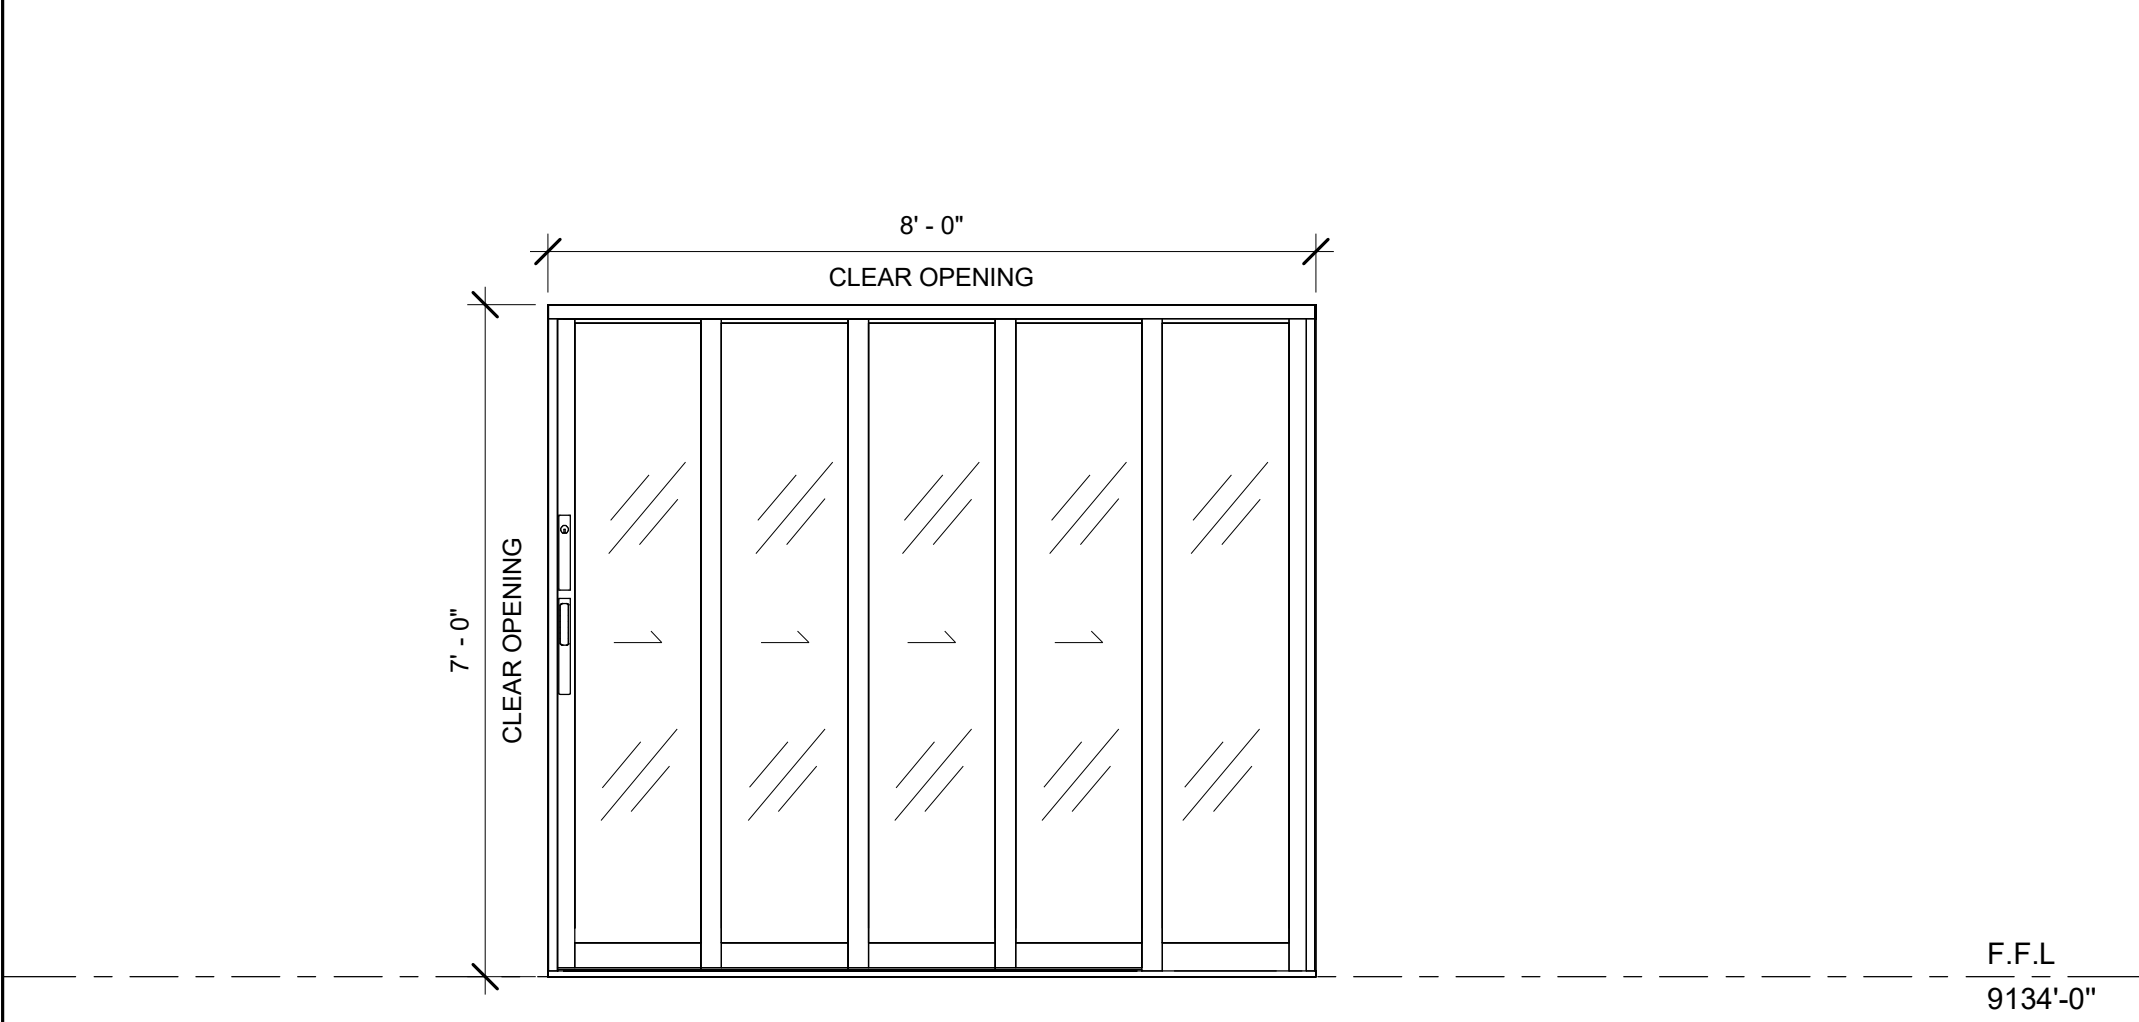 8' - 0"
CLEAR OPENING
7' - 0"
CLEAR OPENING
F.F.L
9134'-0"